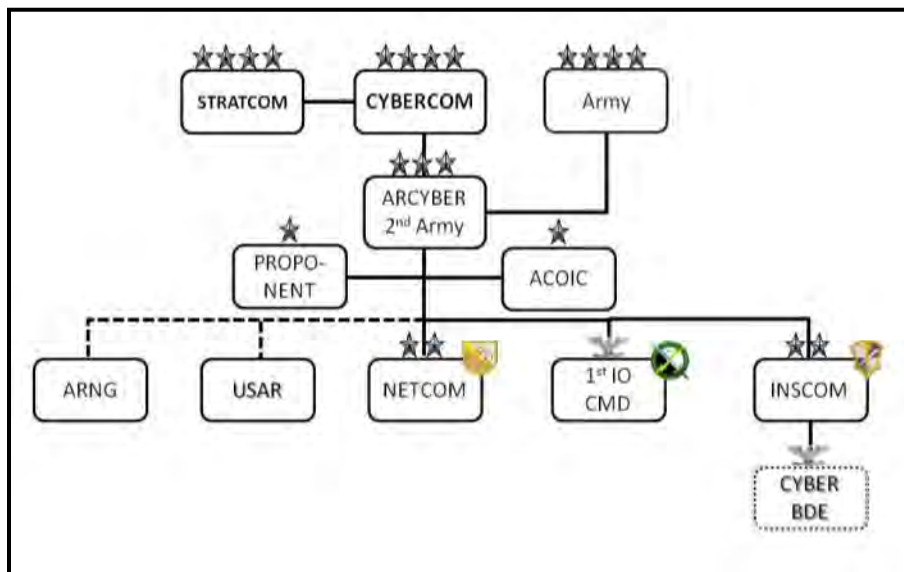 STRATCOM
CYBERCOM
Army
ARCYBER
2nd Army
PROPO-
NENT
ACOIC
ARNG
USAR
NETCOM
1st IO
CMD
INSCOM
CYBER
BDE